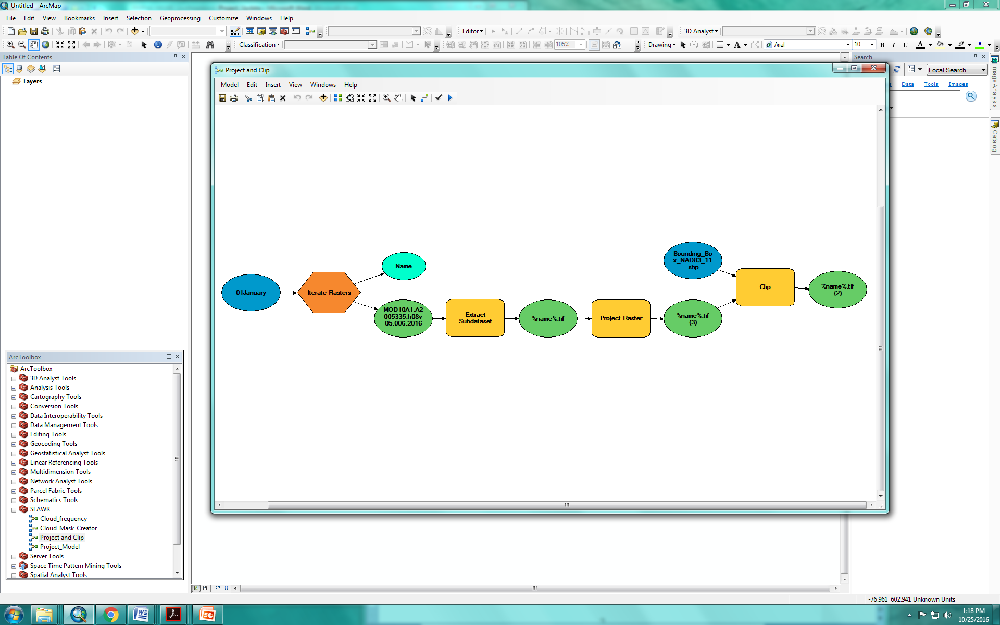 Untitled - ArcMap
File Edit View Bookmarks Insert Selection Geoprocessing Customize Windows Help
Editor 3D Analyst
Classification 105% Drawing Arial 10 B I U A
Table Of Contents
Layers
Search
Local Search
Data Tools Images
Image Analysis
Catalog
Project and Clip
Model Edit Insert View Windows Help
01January
Iterate Rasters
Name
MOD10A1.A2
005335.h08v
05.006.2016
Extract
Subdataset
%name%.tif
Project Raster
%name%.tif
(3)
Bounding_Bo
x_NAD83_11
.shp
Clip
%name%.tif
(2)
ArcToolbox
ArcToolbox
3D Analyst Tools
Analysis Tools
Cartography Tools
Conversion Tools
Data Interoperability Tools
Data Management Tools
Editing Tools
Geocoding Tools
Geostatistical Analyst Tools
Linear Referencing Tools
Multidimension Tools
Network Analyst Tools
Parcel Fabric Tools
Schematics Tools
SEAWR
Cloud_frequency
Cloud_Mask_Creator
Project and Clip
Project_Model
Server Tools
Space Time Pattern Mining Tools
Spatial Analyst Tools
-76.961 602.941 Unknown Units
1:18 PM
10/25/2016